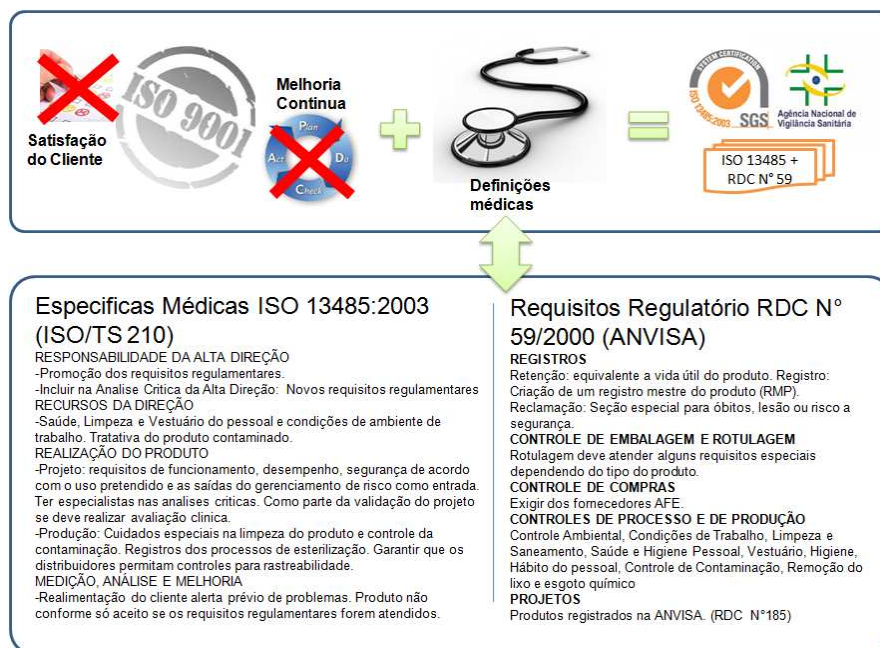 Satisfação
do Cliente
ISO 9001
Melhoria
Continua
Plan
Do
Check
Act
Definições
médicas
SYSTEM CERTIFICATION
ISO 13485:2003
SGS
Agência Nacional de
Vigilância Sanitária
ISO 13485 +
RDC N° 59
Especificas Médicas ISO 13485:2003
(ISO/TS 210)
RESPONSABILIDADE DA ALTA DIREÇÃO
-Promoção dos requisitos regulamentares.
-Incluir na Analise Critica da Alta Direção: Novos requisitos regulamentares
RECURSOS DA DIREÇÃO
-Saúde, Limpeza e Vestuário do pessoal e condições de ambiente de
trabalho. Tratativa do produto contaminado.
REALIZAÇÃO DO PRODUTO
-Projeto: requisitos de funcionamento, desempenho, segurança de acordo
com o uso pretendido e as saídas do gerenciamento de risco como entrada.
Ter especialistas nas analises criticas. Como parte da validação do projeto
se deve realizar avaliação clinica.
-Produção: Cuidados especiais na limpeza do produto e controle da
contaminação. Registros dos processos de esterilização. Garantir que os
distribuidores permitam controles para rastreabilidade.
MEDIÇÃO, ANÁLISE E MELHORIA
-Realimentação do cliente alerta prévio de problemas. Produto não
conforme só aceito se os requisitos regulamentares forem atendidos.
Requisitos Regulatório RDC N°
59/2000 (ANVISA)
REGISTROS
Retenção: equivalente a vida útil do produto. Registro:
Criação de um registro mestre do produto (RMP).
Reclamação: Seção especial para óbitos, lesão ou risco a
segurança.
CONTROLE DE EMBALAGEM E ROTULAGEM
Rotulagem deve atender alguns requisitos especiais
dependendo do tipo do produto.
CONTROLE DE COMPRAS
Exigir dos fornecedores AFE.
CONTROLES DE PROCESSO E DE PRODUÇÃO
Controle Ambiental, Condições de Trabalho, Limpeza e
Saneamento, Saúde e Higiene Pessoal, Vestuário, Higiene,
Hábito do pessoal, Controle de Contaminação, Remoção do
lixo e esgoto químico
PROJETOS
Produtos registrados na ANVISA. (RDC N°185)